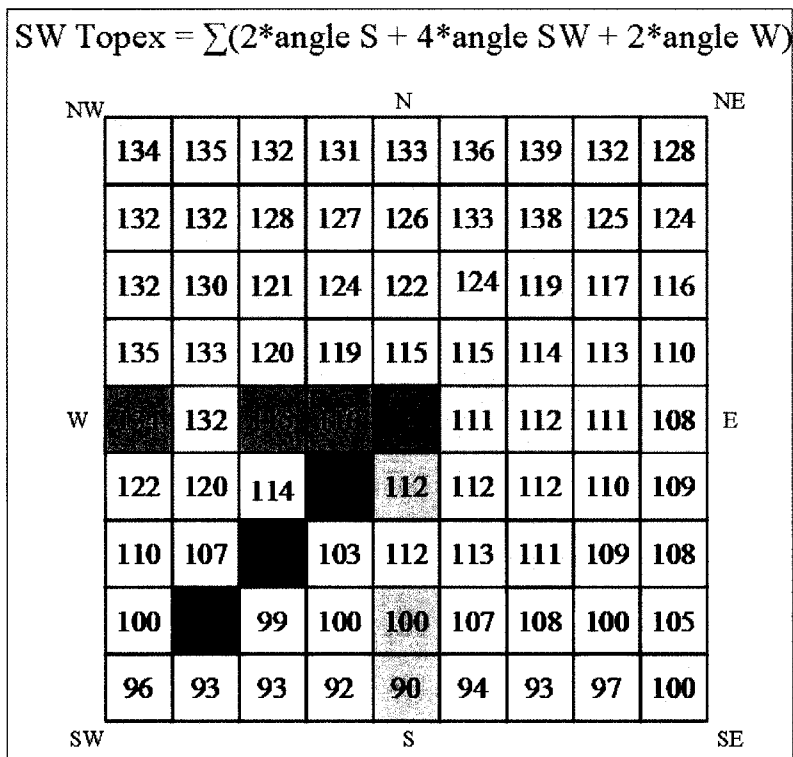 SW Topex = ∑(2*angle S + 4*angle SW + 2*angle W)
NW N NE
134 135 132 131 133 136 139 132 128
132 132 128 127 126 133 138 125 124
132 130 121 124 122 124 119 117 116
135 133 120 119 115 115 114 113 110
W 132 111 112 111 108 E
122 120 114 112 112 112 110 109
110 107 103 112 113 111 109 108
100 99 100 100 107 108 100 105
96 93 93 92 90 94 93 97 100
SW S SE